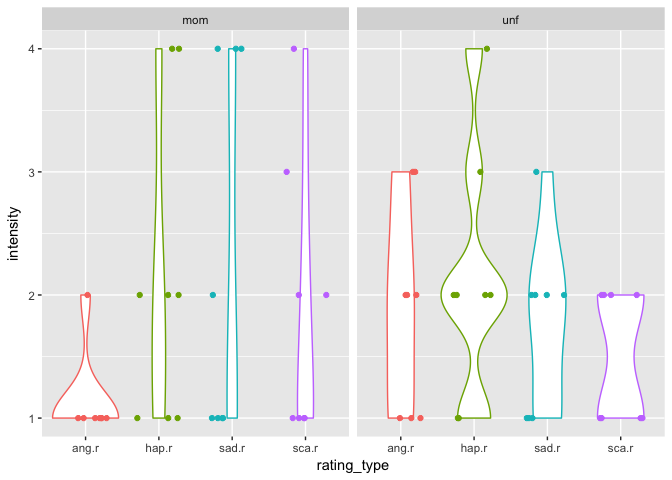 mom
unf
4
3
2
1
intensity
ang.r
hap.r
sad.r
sca.r
ang.r
hap.r
sad.r
sca.r
rating_type